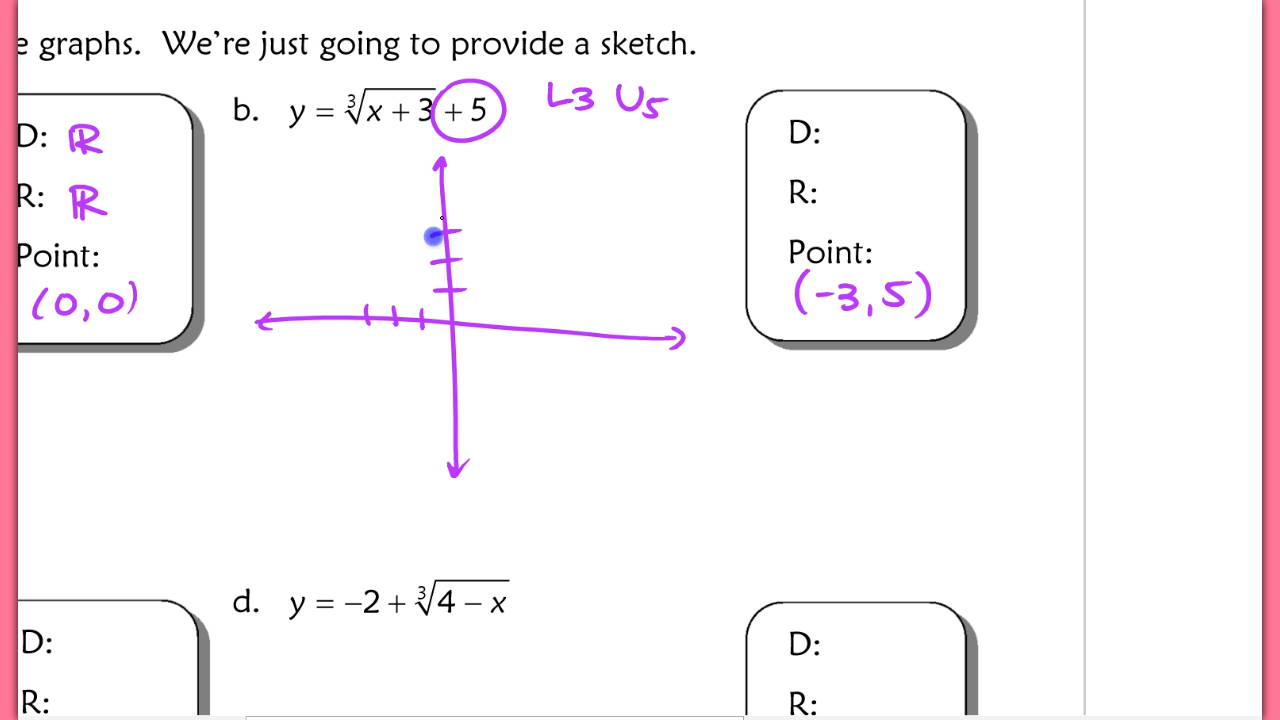 e graphs. We're just going to provide a sketch.
D: ℝ
R: ℝ
Point:
(0,0)
b. y = ∛(x + 3) + 5 L3 U5
D:
R:
Point:
(-3,5)
d. y = −2 + ∛(4 − x)
D:
R:
D:
R: